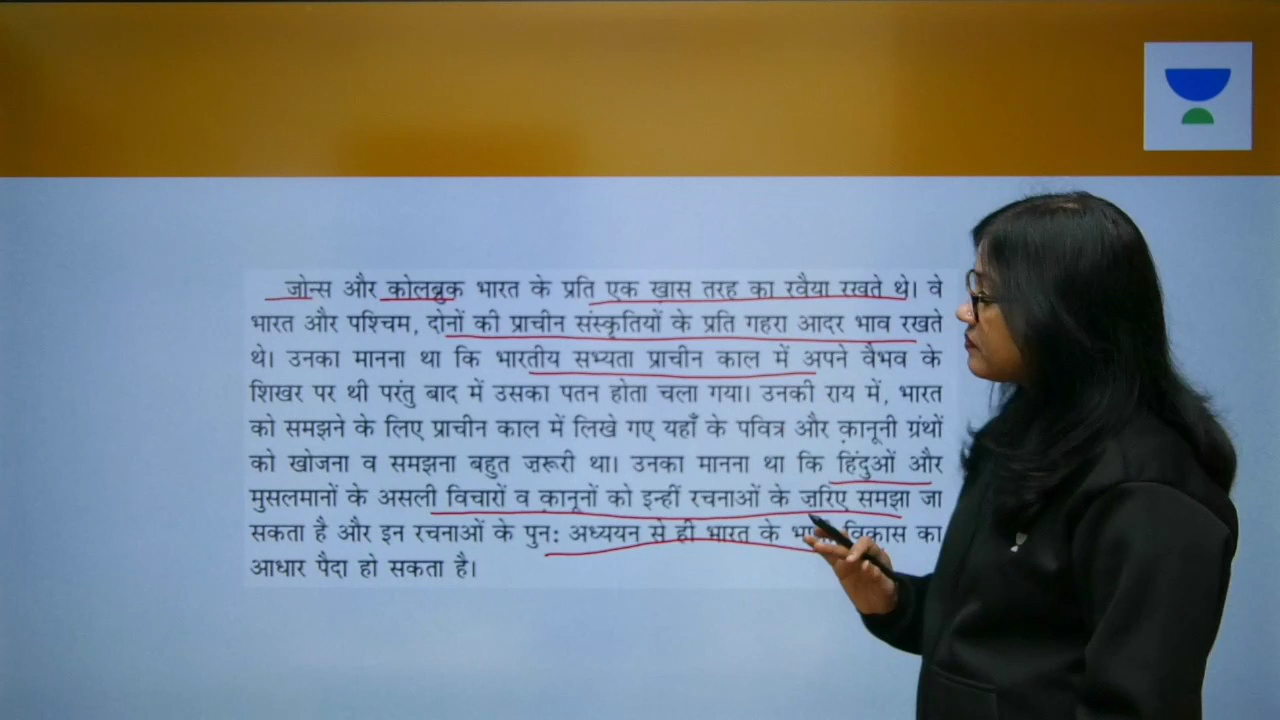 जोन्स और कोलब्रुक भारत के प्रति एक ख़ास तरह का रवैया रखते थे। वे
भारत और पश्चिम, दोनों की प्राचीन संस्कृतियों के प्रति गहरा आदर भाव रखते
थे। उनका मानना था कि भारतीय सभ्यता प्राचीन काल में अपने वैभव के
शिखर पर थी परंतु बाद में उसका पतन होता चला गया। उनकी राय में, भारत
को समझने के लिए प्राचीन काल में लिखे गए यहाँ के पवित्र और क़ानूनी ग्रंथों
को खोजना व समझना बहुत ज़रूरी था। उनका मानना था कि हिंदुओं और
मुसलमानों के असली विचारों व क़ानूनों को इन्हीं रचनाओं के ज़रिए समझा जा
सकता है और इन रचनाओं के पुन: अध्ययन से ही भारत के विकास का
आधार पैदा हो सकता है।